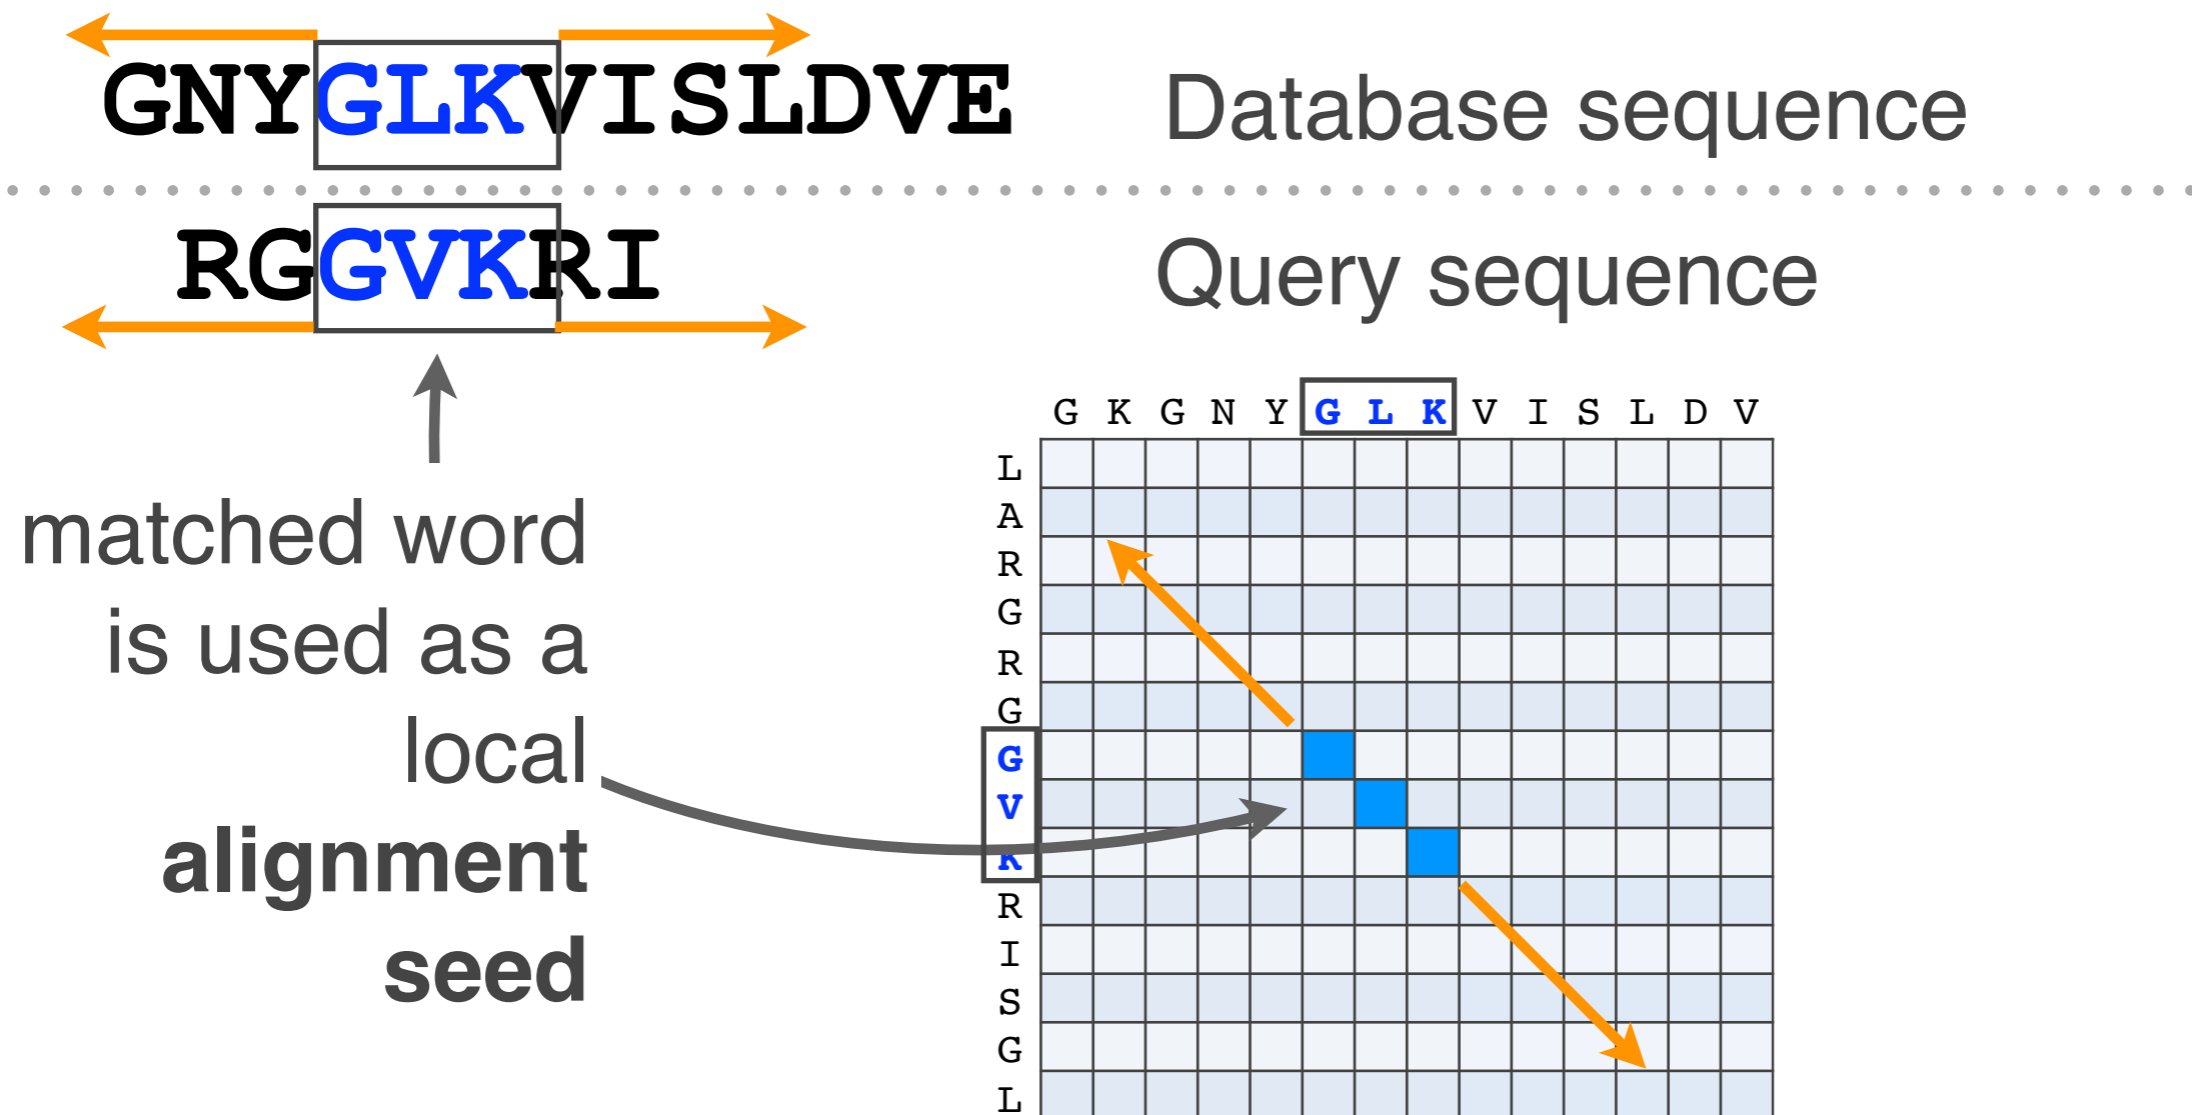 GNYGLKVISLDVE Database sequence
RGGVKRI Query sequence
matched word
is used as a
local
alignment
seed
G K G N Y G L K V I S L D V
L
A
R
G
R
G
G
V
K
R
I
S
G
L